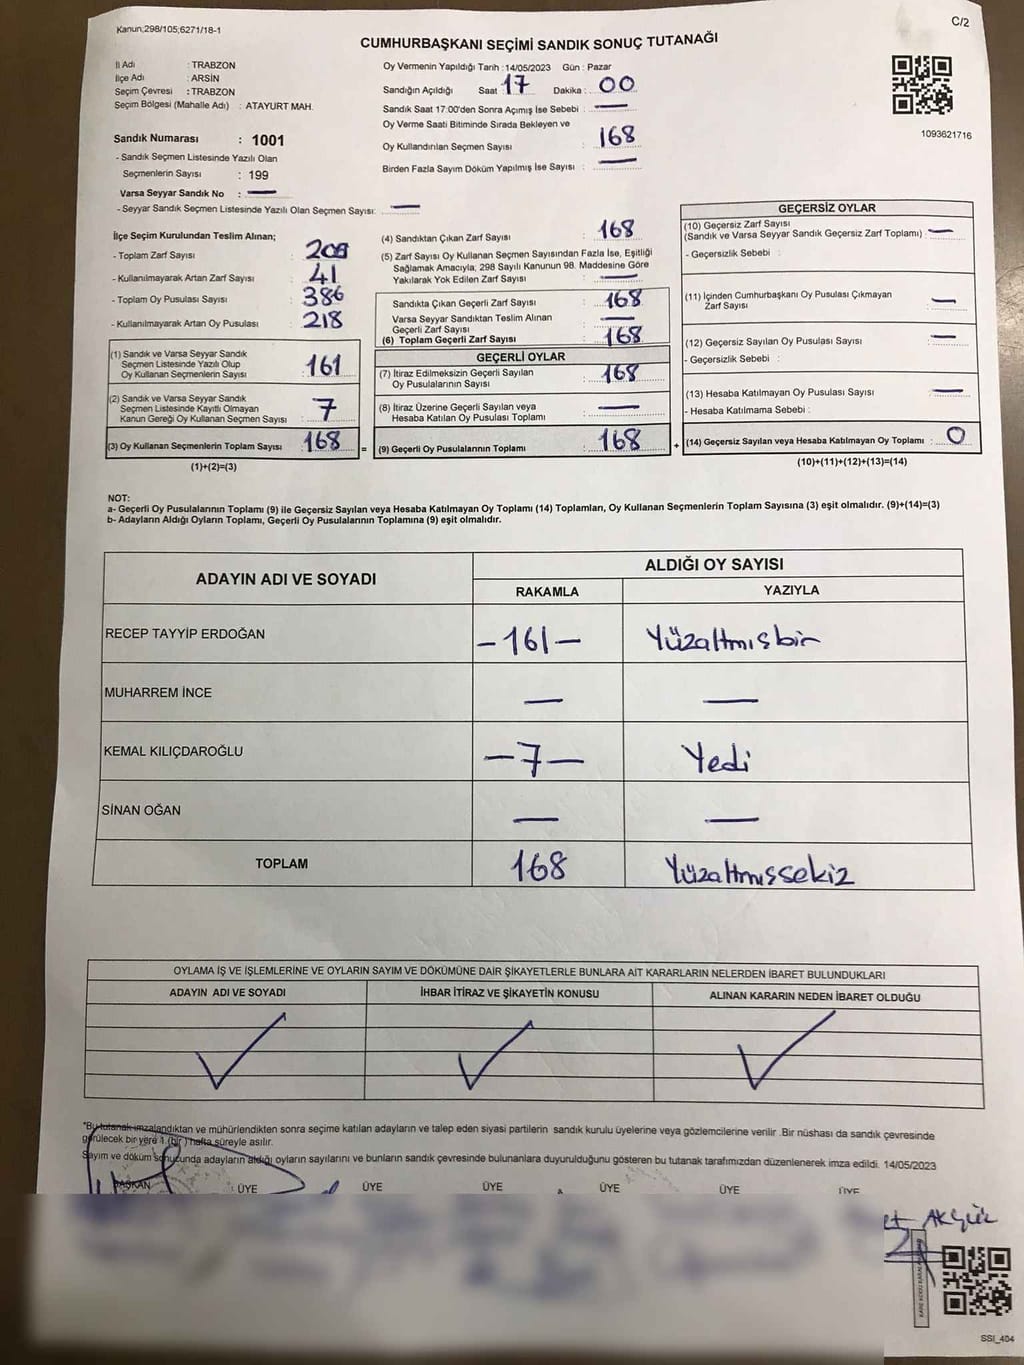 Kanun;298/105;6271/18-1
C/2
CUMHURBAŞKANI SEÇİMİ SANDIK SONUÇ TUTANAĞI
İl Adı : TRABZON
İlçe Adı : ARSİN
Seçim Çevresi : TRABZON
Seçim Bölgesi (Mahalle Adı) : ATAYURT MAH.
Sandık Numarası : 1001
- Sandık Seçmen Listesinde Yazılı Olan
Seçmenlerin Sayısı : 199
Varsa Seyyar Sandık No : —
- Seyyar Sandık Seçmen Listesinde Yazılı Olan Seçmen Sayısı: —
Oy Vermenin Yapıldığı Tarih : 14/05/2023 Gün : Pazar
Sandığın Açıldığı Saat : 17 Dakika : 00
Sandık Saat 17:00'den Sonra Açımış İse Sebebi : —
Oy Verme Saati Bitiminde Sırada Bekleyen ve
Oy Kullandırılan Seçmen Sayısı : 168
Birden Fazla Sayım Döküm Yapılmış İse Sayısı : —
1093621716
İlçe Seçim Kurulundan Teslim Alınan;
- Toplam Zarf Sayısı :
- Kullanılmayarak Artan Zarf Sayısı : 41
- Toplam Oy Pusulası Sayısı : 386
- Kullanılmayarak Artan Oy Pusulası : 218
(1) Sandık ve Varsa Seyyar Sandık
Seçmen Listesinde Yazılı Olup
Oy Kullanan Seçmenlerin Sayısı : 161
(2) Sandık ve Varsa Seyyar Sandık
Seçmen Listesinde Kayıtlı Olmayan
Kanun Gereği Oy Kullanan Seçmen Sayısı : 7
(3) Oy Kullanan Seçmenlerin Toplam Sayısı : 168
(1)+(2)=(3)
=
(4) Sandıktan Çıkan Zarf Sayısı : 168
(5) Zarf Sayısı Oy Kullanan Seçmen Sayısından Fazla İse, Eşitliği
Sağlamak Amacıyla; 298 Sayılı Kanunun 98. Maddesine Göre
Yakılarak Yok Edilen Zarf Sayısı : —
Sandıkta Çıkan Geçerli Zarf Sayısı : 168
Varsa Seyyar Sandıktan Teslim Alınan
Geçerli Zarf Sayısı : —
(6) Toplam Geçerli Zarf Sayısı : 168
GEÇERLİ OYLAR
(7) İtiraz Edilmeksizin Geçerli Sayılan
Oy Pusulalarının Sayısı : 168
(8) İtiraz Üzerine Geçerli Sayılan veya
Hesaba Katılan Oy Pusulası Toplamı : —
(9) Geçerli Oy Pusulalarının Toplamı : 168
+
GEÇERSİZ OYLAR
(10) Geçersiz Zarf Sayısı
(Sandık ve Varsa Seyyar Sandık Geçersiz Zarf Toplamı) : —
- Geçersizlik Sebebi :
(11) İçinden Cumhurbaşkanı Oy Pusulası Çıkmayan
Zarf Sayısı : —
(12) Geçersiz Sayılan Oy Pusulası Sayısı : —
- Geçersizlik Sebebi :
(13) Hesaba Katılmayan Oy Pusulası Sayısı : —
- Hesaba Katılmama Sebebi :
(14) Geçersiz Sayılan veya Hesaba Katılmayan Oy Toplamı : 0
(10)+(11)+(12)+(13)=(14)
NOT:
a- Geçerli Oy Pusulalarının Toplamı (9) ile Geçersiz Sayılan veya Hesaba Katılmayan Oy Toplamı (14) Toplamları, Oy Kullanan Seçmenlerin Toplam Sayısına (3) eşit olmalıdır. (9)+(14)=(3)
b- Adayların Aldığı Oyların Toplamı, Geçerli Oy Pusulalarının Toplamına (9) eşit olmalıdır.
ADAYIN ADI VE SOYADI
ALDIĞI OY SAYISI
RAKAMLA YAZIYLA
RECEP TAYYİP ERDOĞAN —161— Yüzaltmışbir
MUHARREM İNCE — —
KEMAL KILIÇDAROĞLU —7— Yedi
SİNAN OĞAN — —
TOPLAM 168 Yüzaltmışsekiz
OYLAMA İŞ VE İŞLEMLERİNE VE OYLARIN SAYIM VE DÖKÜMÜNE DAİR ŞİKAYETLERLE BUNLARA AİT KARARLARIN NELERDEN İBARET BULUNDUKLARI
ADAYIN ADI VE SOYADI İHBAR İTİRAZ VE ŞİKAYETİN KONUSU ALINAN KARARIN NEDEN İBARET OLDUĞU
"Bu tutanak imzalandıktan ve mühürlendikten sonra seçime katılan adayların ve talep eden siyasi partilerin sandık kurulu üyelerine veya gözlemcilerine verilir .Bir nüshası da sandık çevresinde
görülecek bir yere 1 (bir ) hafta süreyle asılır.
Sayım ve döküm sonucunda adayların aldığı oyların sayılarını ve bunların sandık çevresinde bulunanlara duyurulduğunu gösteren bu tutanak tarafımızdan düzenlenerek imza edildi. 14/05/2023
BAŞKAN ÜYE ÜYE ÜYE ÜYE ÜYE ÜYE
SSI_404